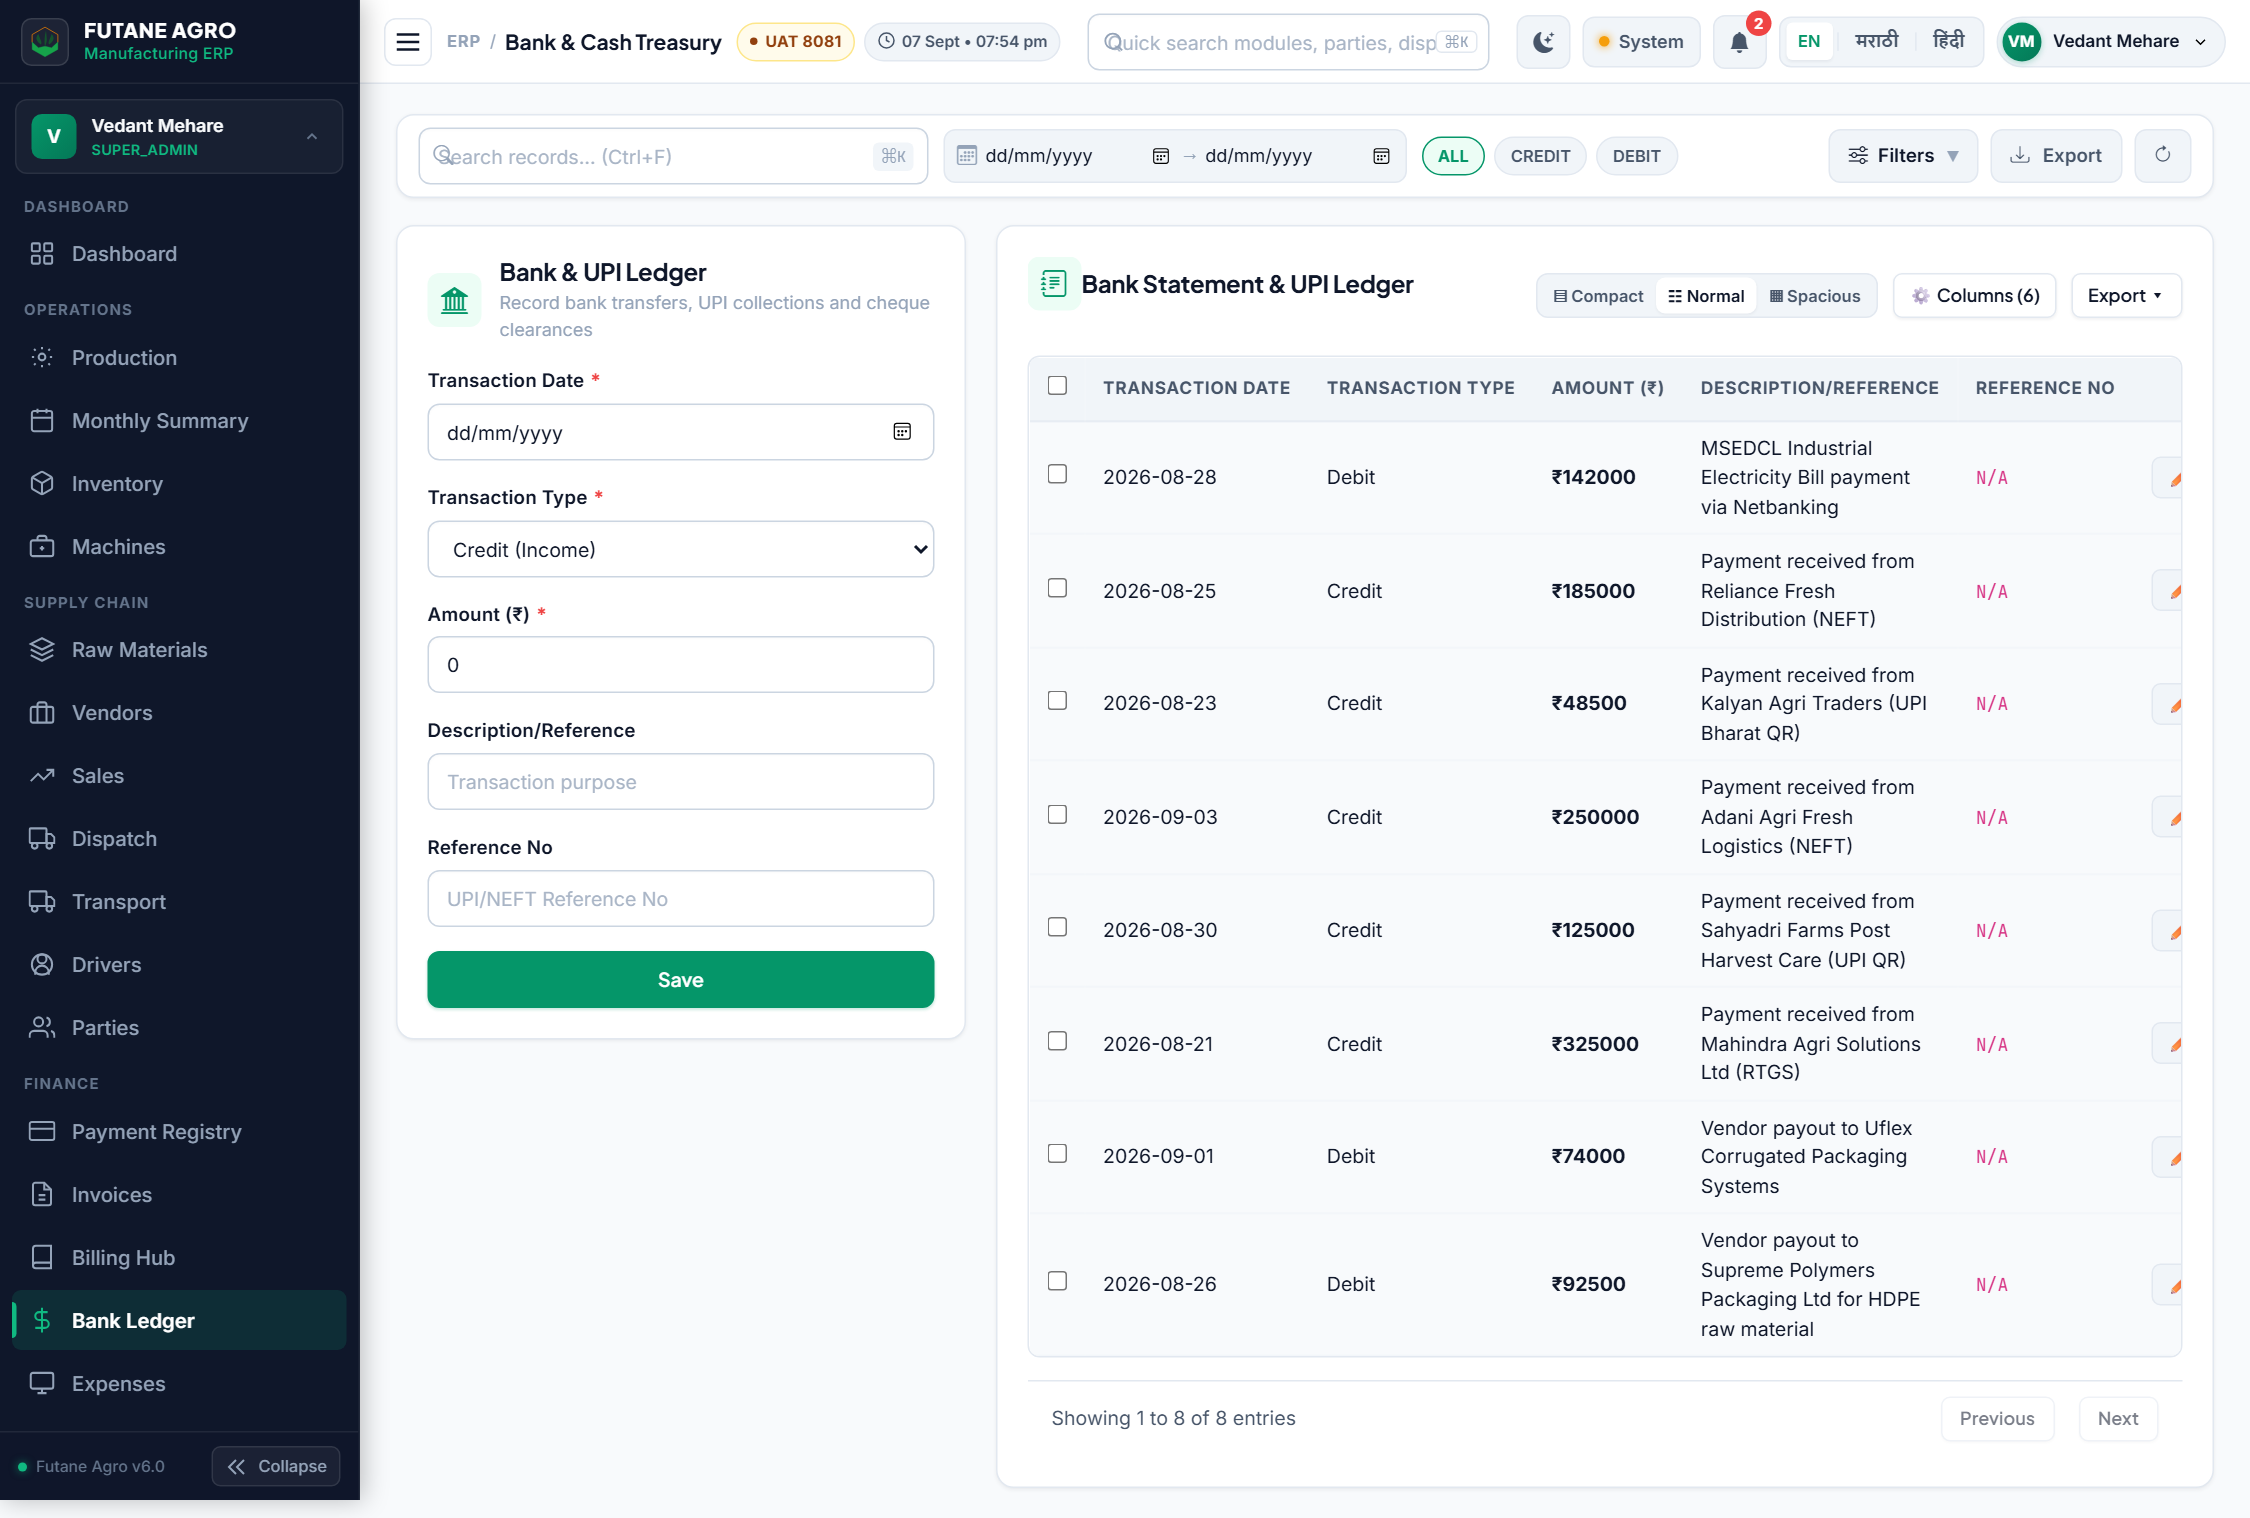 FUTANE AGRO
Manufacturing ERP
V
Vedant Mehare
SUPER_ADMIN
DASHBOARD
Dashboard
OPERATIONS
Production
Monthly Summary
Inventory
Machines
SUPPLY CHAIN
Raw Materials
Vendors
Sales
Dispatch
Transport
Drivers
Parties
FINANCE
Payment Registry
Invoices
Billing Hub
Bank Ledger
Expenses
Futane Agro v6.0
Collapse
ERP / Bank & Cash Treasury
UAT 8081
07 Sept • 07:54 pm
Quick search modules, parties, disp
⌘K
System
2
EN
मराठी
हिंदी
VM
Vedant Mehare
Search records... (Ctrl+F)
⌘K
dd/mm/yyyy → dd/mm/yyyy
ALL
CREDIT
DEBIT
Filters ▼
Export
Bank & UPI Ledger
Record bank transfers, UPI collections and cheque
clearances
Transaction Date *
dd/mm/yyyy
Transaction Type *
Credit (Income)
Amount (₹) *
0
Description/Reference
Transaction purpose
Reference No
UPI/NEFT Reference No
Save
Bank Statement & UPI Ledger
Compact
Normal
Spacious
Columns (6)
Export ▾
TRANSACTION DATE TRANSACTION TYPE AMOUNT (₹) DESCRIPTION/REFERENCE REFERENCE NO
2026-08-28 Debit ₹142000 MSEDCL Industrial
Electricity Bill payment
via Netbanking
N/A
2026-08-25 Credit ₹185000 Payment received from
Reliance Fresh
Distribution (NEFT)
N/A
2026-08-23 Credit ₹48500 Payment received from
Kalyan Agri Traders (UPI
Bharat QR)
N/A
2026-09-03 Credit ₹250000 Payment received from
Adani Agri Fresh
Logistics (NEFT)
N/A
2026-08-30 Credit ₹125000 Payment received from
Sahyadri Farms Post
Harvest Care (UPI QR)
N/A
2026-08-21 Credit ₹325000 Payment received from
Mahindra Agri Solutions
Ltd (RTGS)
N/A
2026-09-01 Debit ₹74000 Vendor payout to Uflex
Corrugated Packaging
Systems
N/A
2026-08-26 Debit ₹92500 Vendor payout to
Supreme Polymers
Packaging Ltd for HDPE
raw material
N/A
Showing 1 to 8 of 8 entries
Previous
Next